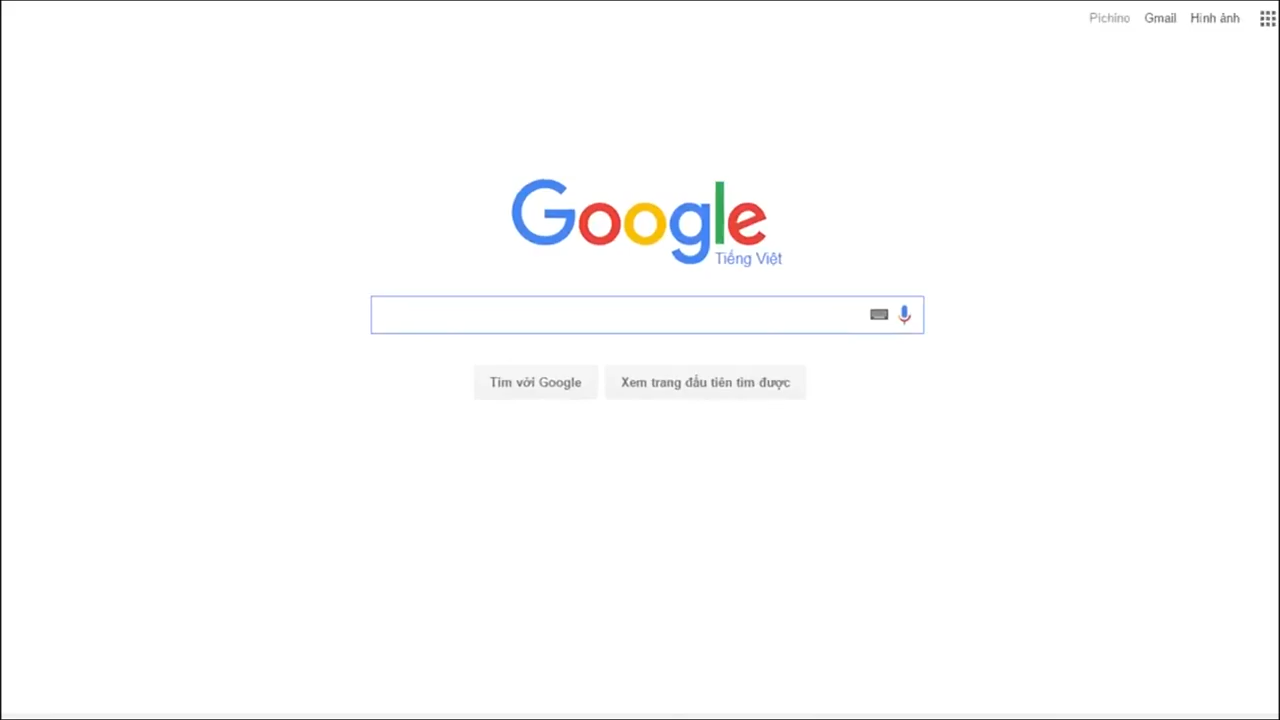 Pichino Gmail Hình ảnh
Google
Tiếng Việt
Tìm với Google Xem trang đầu tiên tìm được